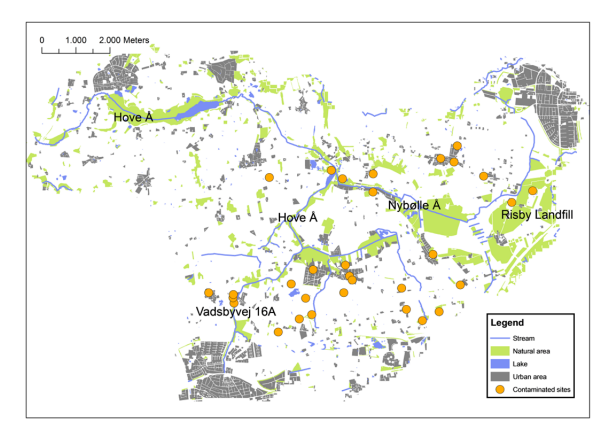 0 1.000 2.000 Meters
Hove Å
Nybølle Å
Risby Landfill
Hove Å
Vadsbyvej 16A
Legend
Stream
Natural area
Lake
Urban area
Contaminated sites